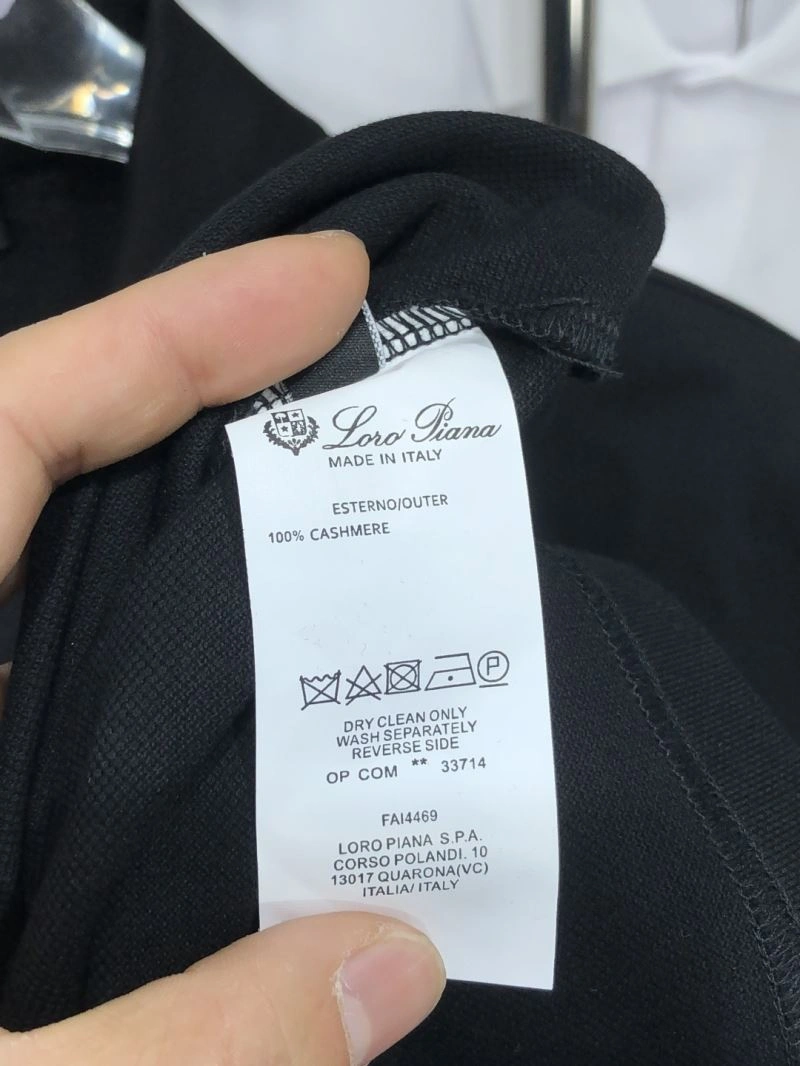 Loro Piana
MADE IN ITALY
ESTERNO/OUTER
100% CASHMERE
P
DRY CLEAN ONLY
WASH SEPARATELY
REVERSE SIDE
OP COM ** 33714
FAI4469
LORO PIANA S.P.A.
CORSO POLANDI. 10
13017 QUARONA(VC)
ITALIA/ ITALY